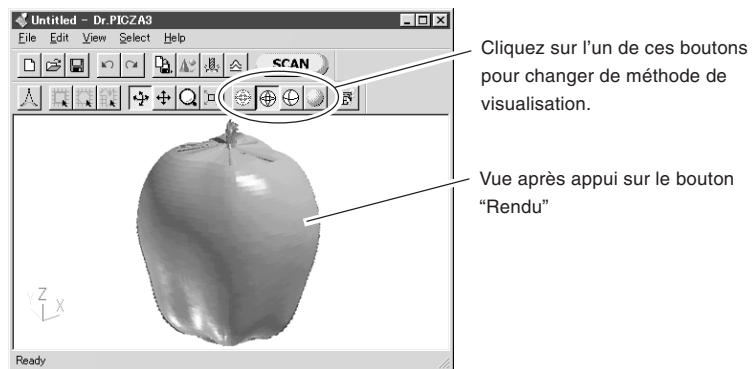 Untitled - Dr.PICZA3
File Edit View Select Help
SCAN
Cliquez sur l'un de ces boutons
pour changer de méthode de
visualisation.
Vue après appui sur le bouton
“Rendu”
Z
Y X
Ready